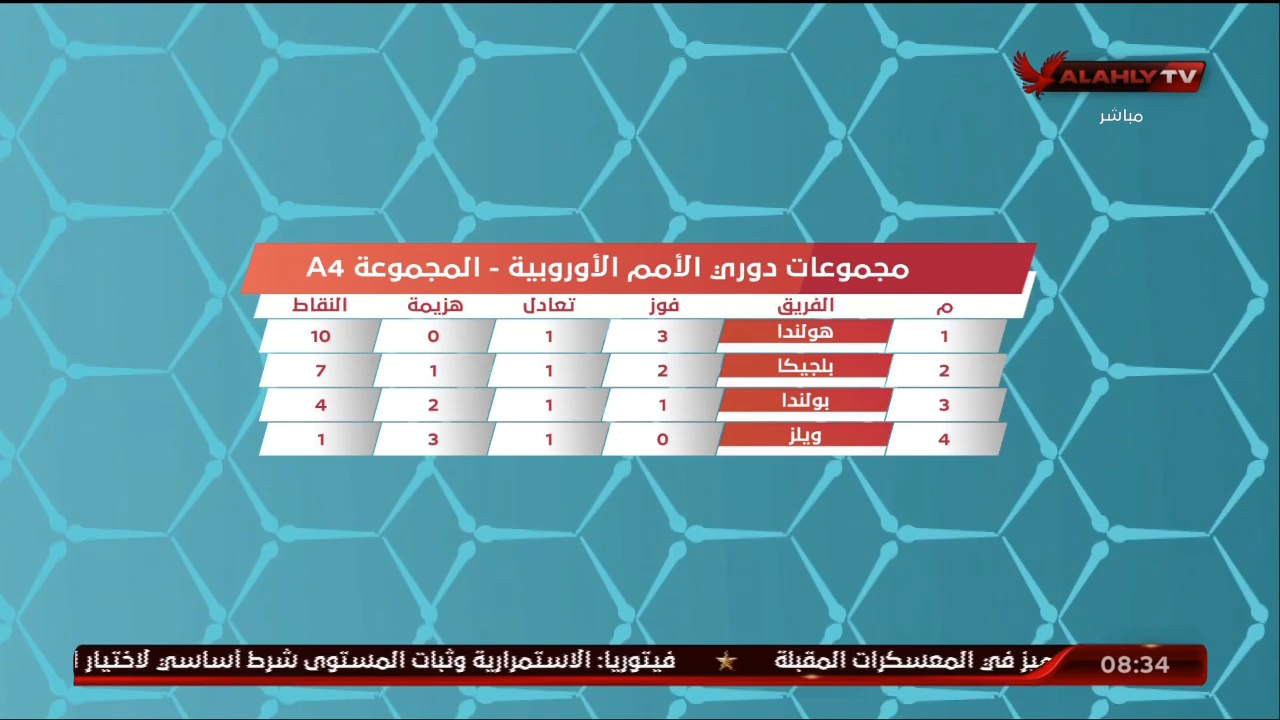 ALAHLY TV
مباشر
مجموعات دوري الأمم الأوروبية - المجموعة A4
م الفريق فوز تعادل هزيمة النقاط
1 هولندا 3 1 0 10
2 بلجيكا 2 1 1 7
3 بولندا 1 1 2 4
4 ويلز 0 1 3 1
08:34 ميز في المعسكرات المقبلة ★ فيتوريا: الاستمرارية وثبات المستوى شرط أساسي لاختيار أ